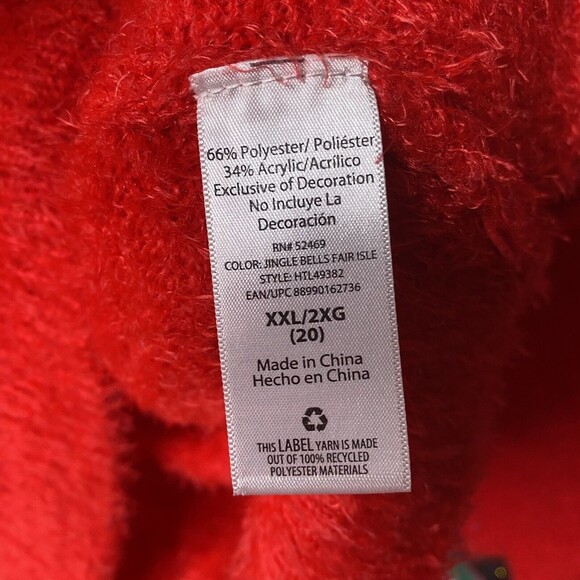 66% Polyester/ Poliéster
34% Acrylic/Acrílico
Exclusive of Decoration
No Incluye La
Decoración
RN# 52469
COLOR: JINGLE BELLS FAIR ISLE
STYLE: HTL49382
EAN/UPC 88990162736
XXL/2XG
(20)
Made in China
Hecho en China
THIS LABEL YARN IS MADE
OUT OF 100% RECYCLED
POLYESTER MATERIALS